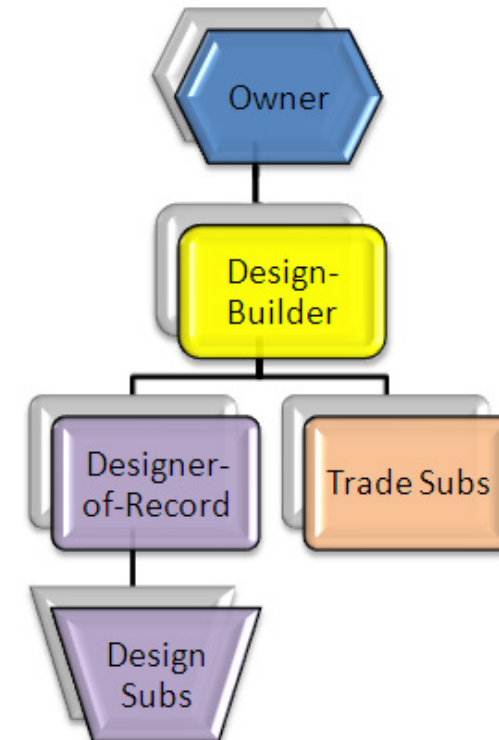 Owner
Design-
Builder
Designer-
of-Record
Trade Subs
Design
Subs